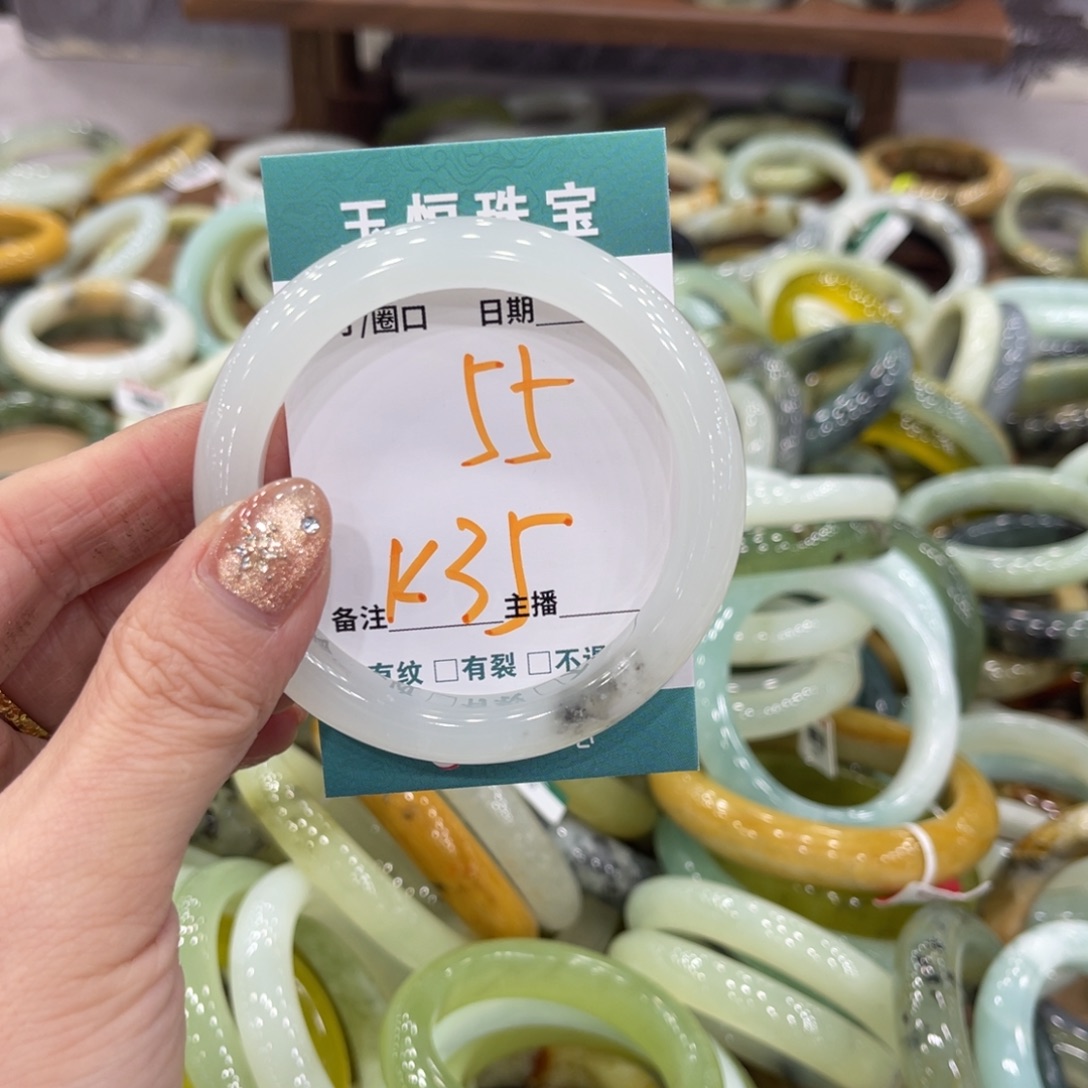 玉恒珠宝
/圈口 日期
55
K35
备注 主播
有纹 □有裂 □不退